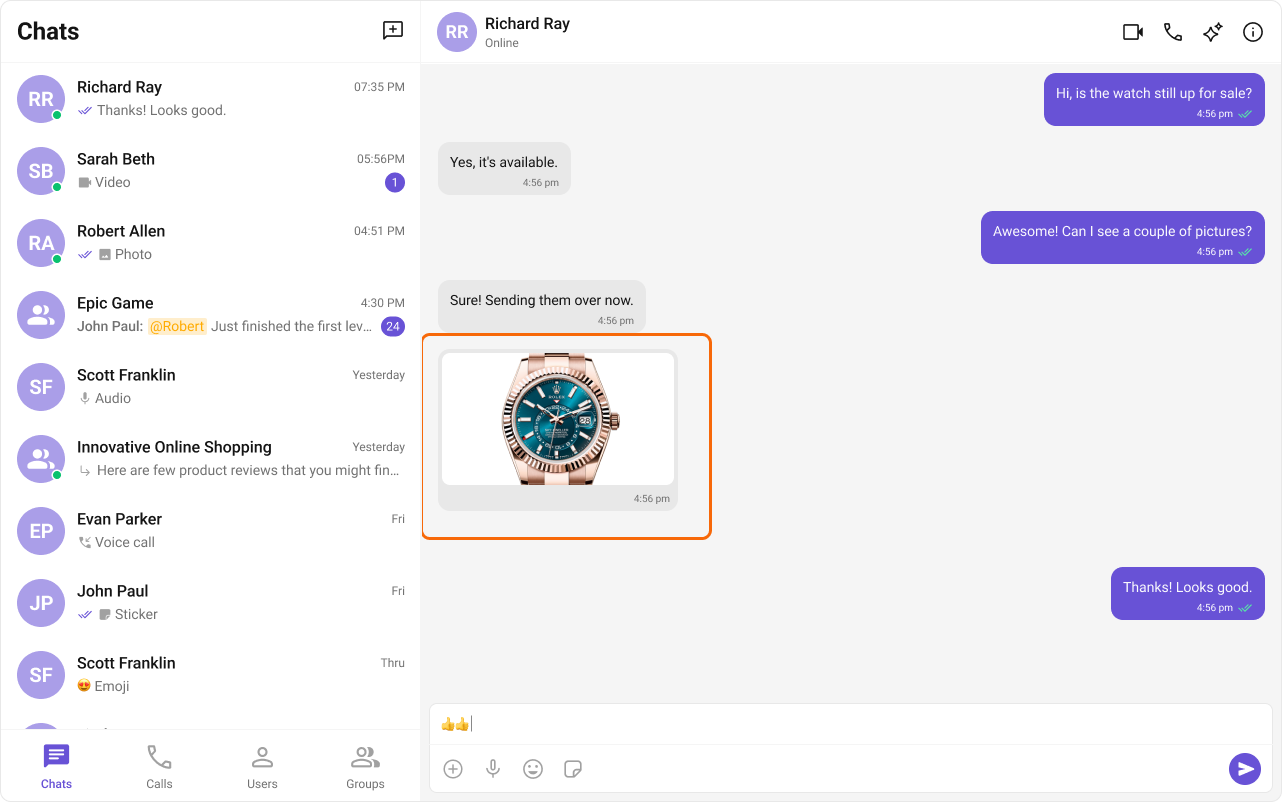 Chats
RR
Richard Ray
07:35 PM
Thanks! Looks good.
SB
Sarah Beth
05:56PM
Video
1
RA
Robert Allen
04:51 PM
Photo
Epic Game
4:30 PM
John Paul: @Robert Just finished the first lev...
24
SF
Scott Franklin
Yesterday
Audio
Innovative Online Shopping
Yesterday
Here are few product reviews that you might fin...
EP
Evan Parker
Fri
Voice call
JP
John Paul
Fri
Sticker
SF
Scott Franklin
Thru
😍 Emoji
Chats
Calls
Users
Groups
RR
Richard Ray
Online
Hi, is the watch still up for sale?
4:56 pm
Yes, it's available.
4:56 pm
Awesome! Can I see a couple of pictures?
4:56 pm
Sure! Sending them over now.
4:56 pm
ROLEX
28
4:56 pm
Thanks! Looks good.
4:56 pm
👍👍